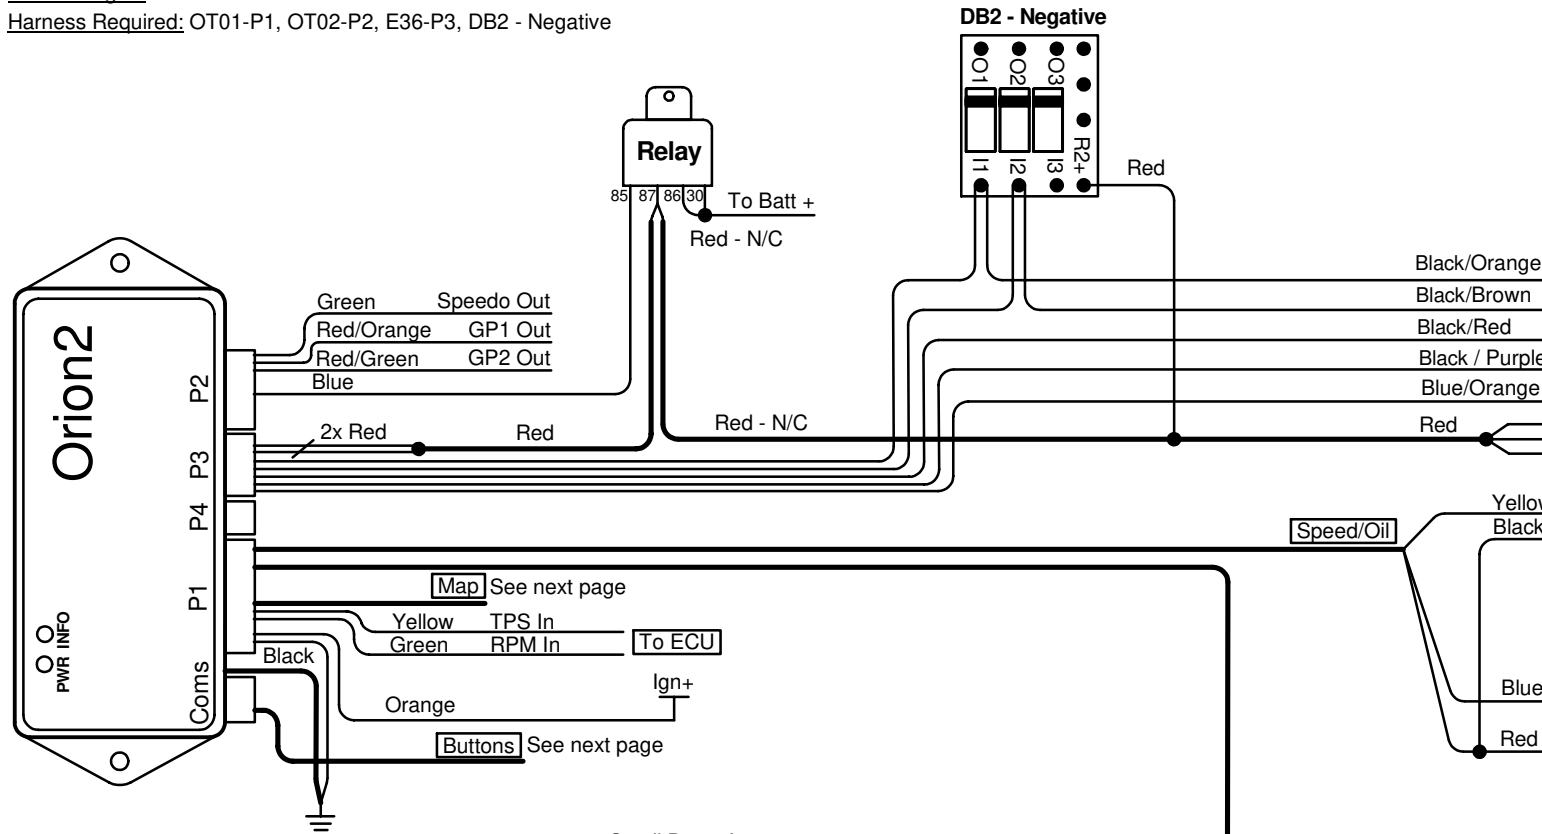 Harness Required: OT01-P1, OT02-P2, E36-P3, DB2 - Negative
DB2 - Negative
O1 O2 O3
I1 I2 I3 R2+
Red
Relay
85 87 86 30
To Batt +
Red - N/C
Orion2
PWR INFO
P2
P3
P4
P1
Coms
Green Speedo Out
Red/Orange GP1 Out
Red/Green GP2 Out
Blue
2x Red
Red
Red - N/C
Black/Orange
Black/Brown
Black/Red
Black / Purple
Blue/Orange
Red
Speed/Oil
Yellow
Black
Blue
Red
Map See next page
Yellow TPS In
Green RPM In
To ECU
Black
Orange
Ign+
Buttons See next page